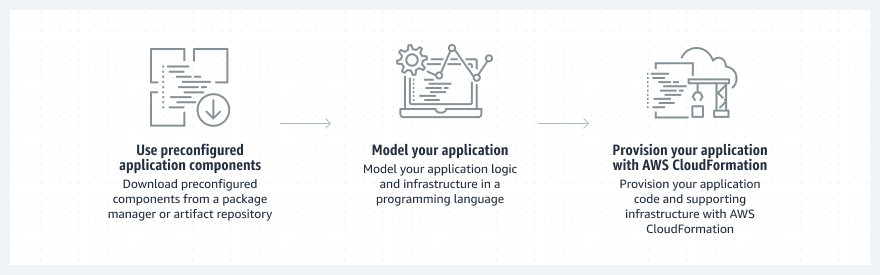 Use preconfigured
application components
Download preconfigured
components from a package
manager or artifact repository
Model your application
Model your application logic
and infrastructure in a
programming language
Provision your application
with AWS CloudFormation
Provision your application
code and supporting
infrastructure with AWS
CloudFormation